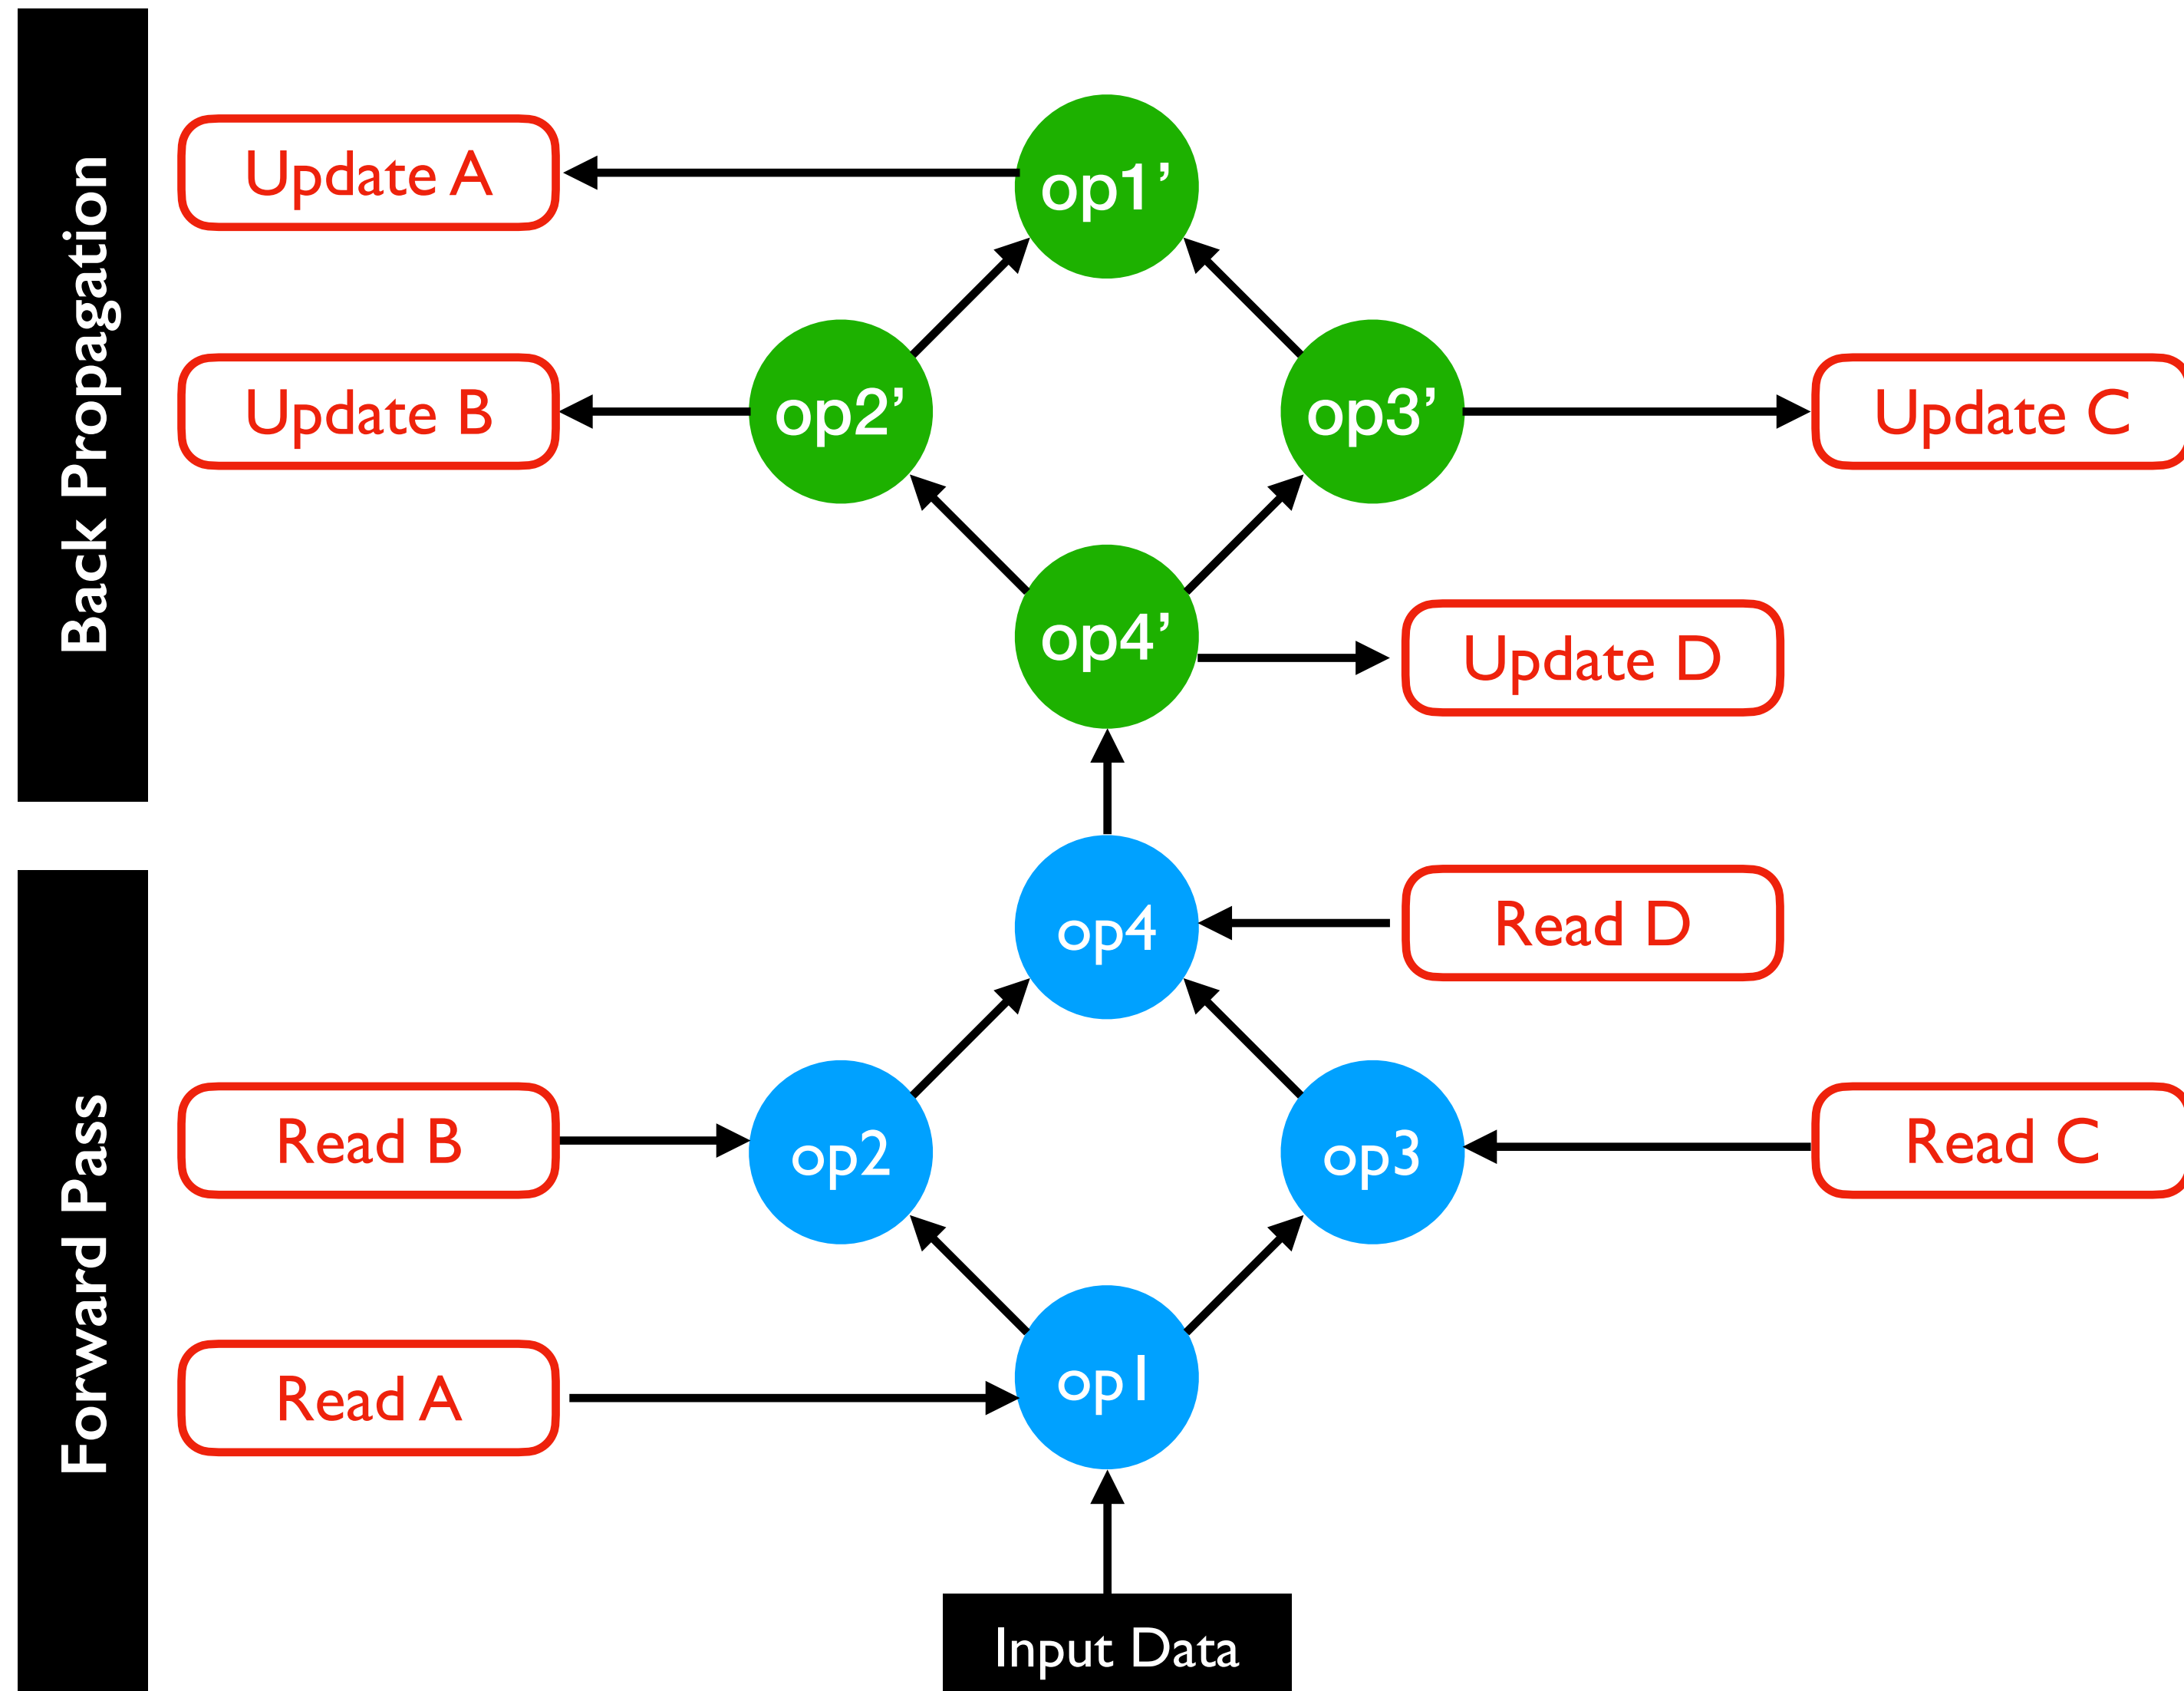 Back Propagation
Update A
op1'
Update B
op2'
op3'
Update C
op4'
Update D
Forward Pass
op4
Read D
Read B
op2
op3
Read C
Read A
op1
Input Data